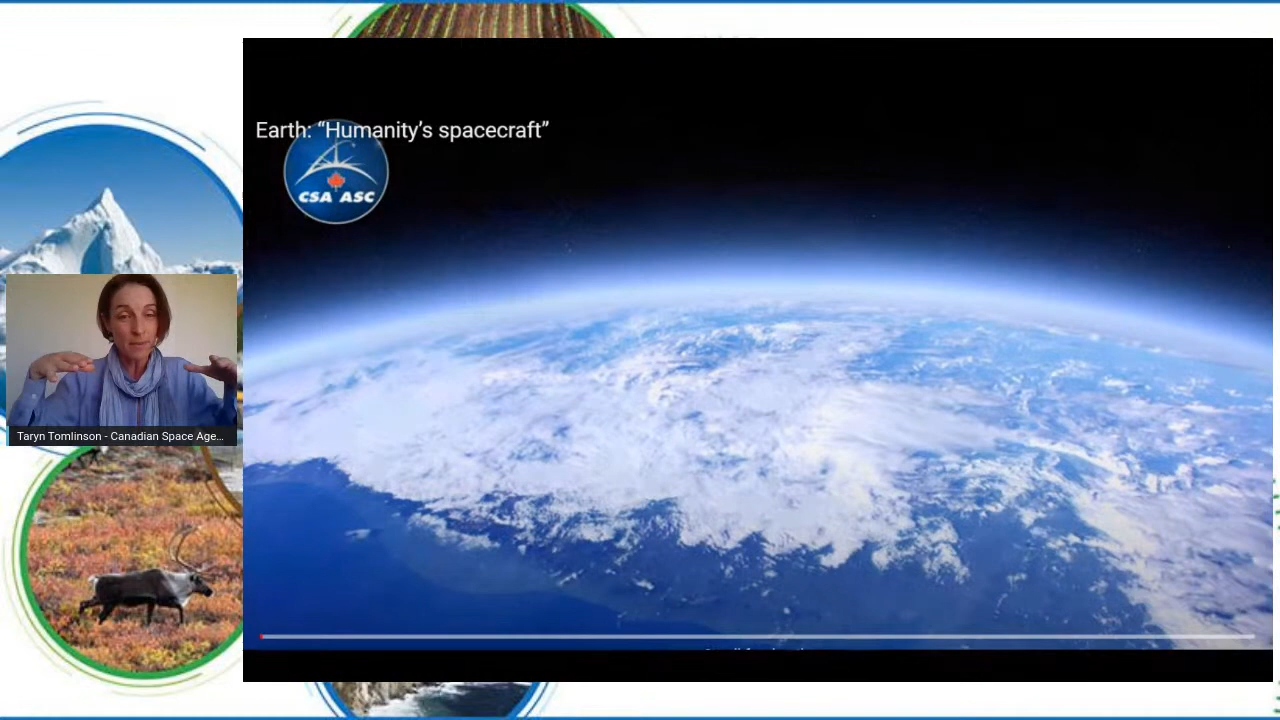 Earth: “Humanity’s spacecraft”
CSA ASC
Taryn Tomlinson - Canadian Space Age...